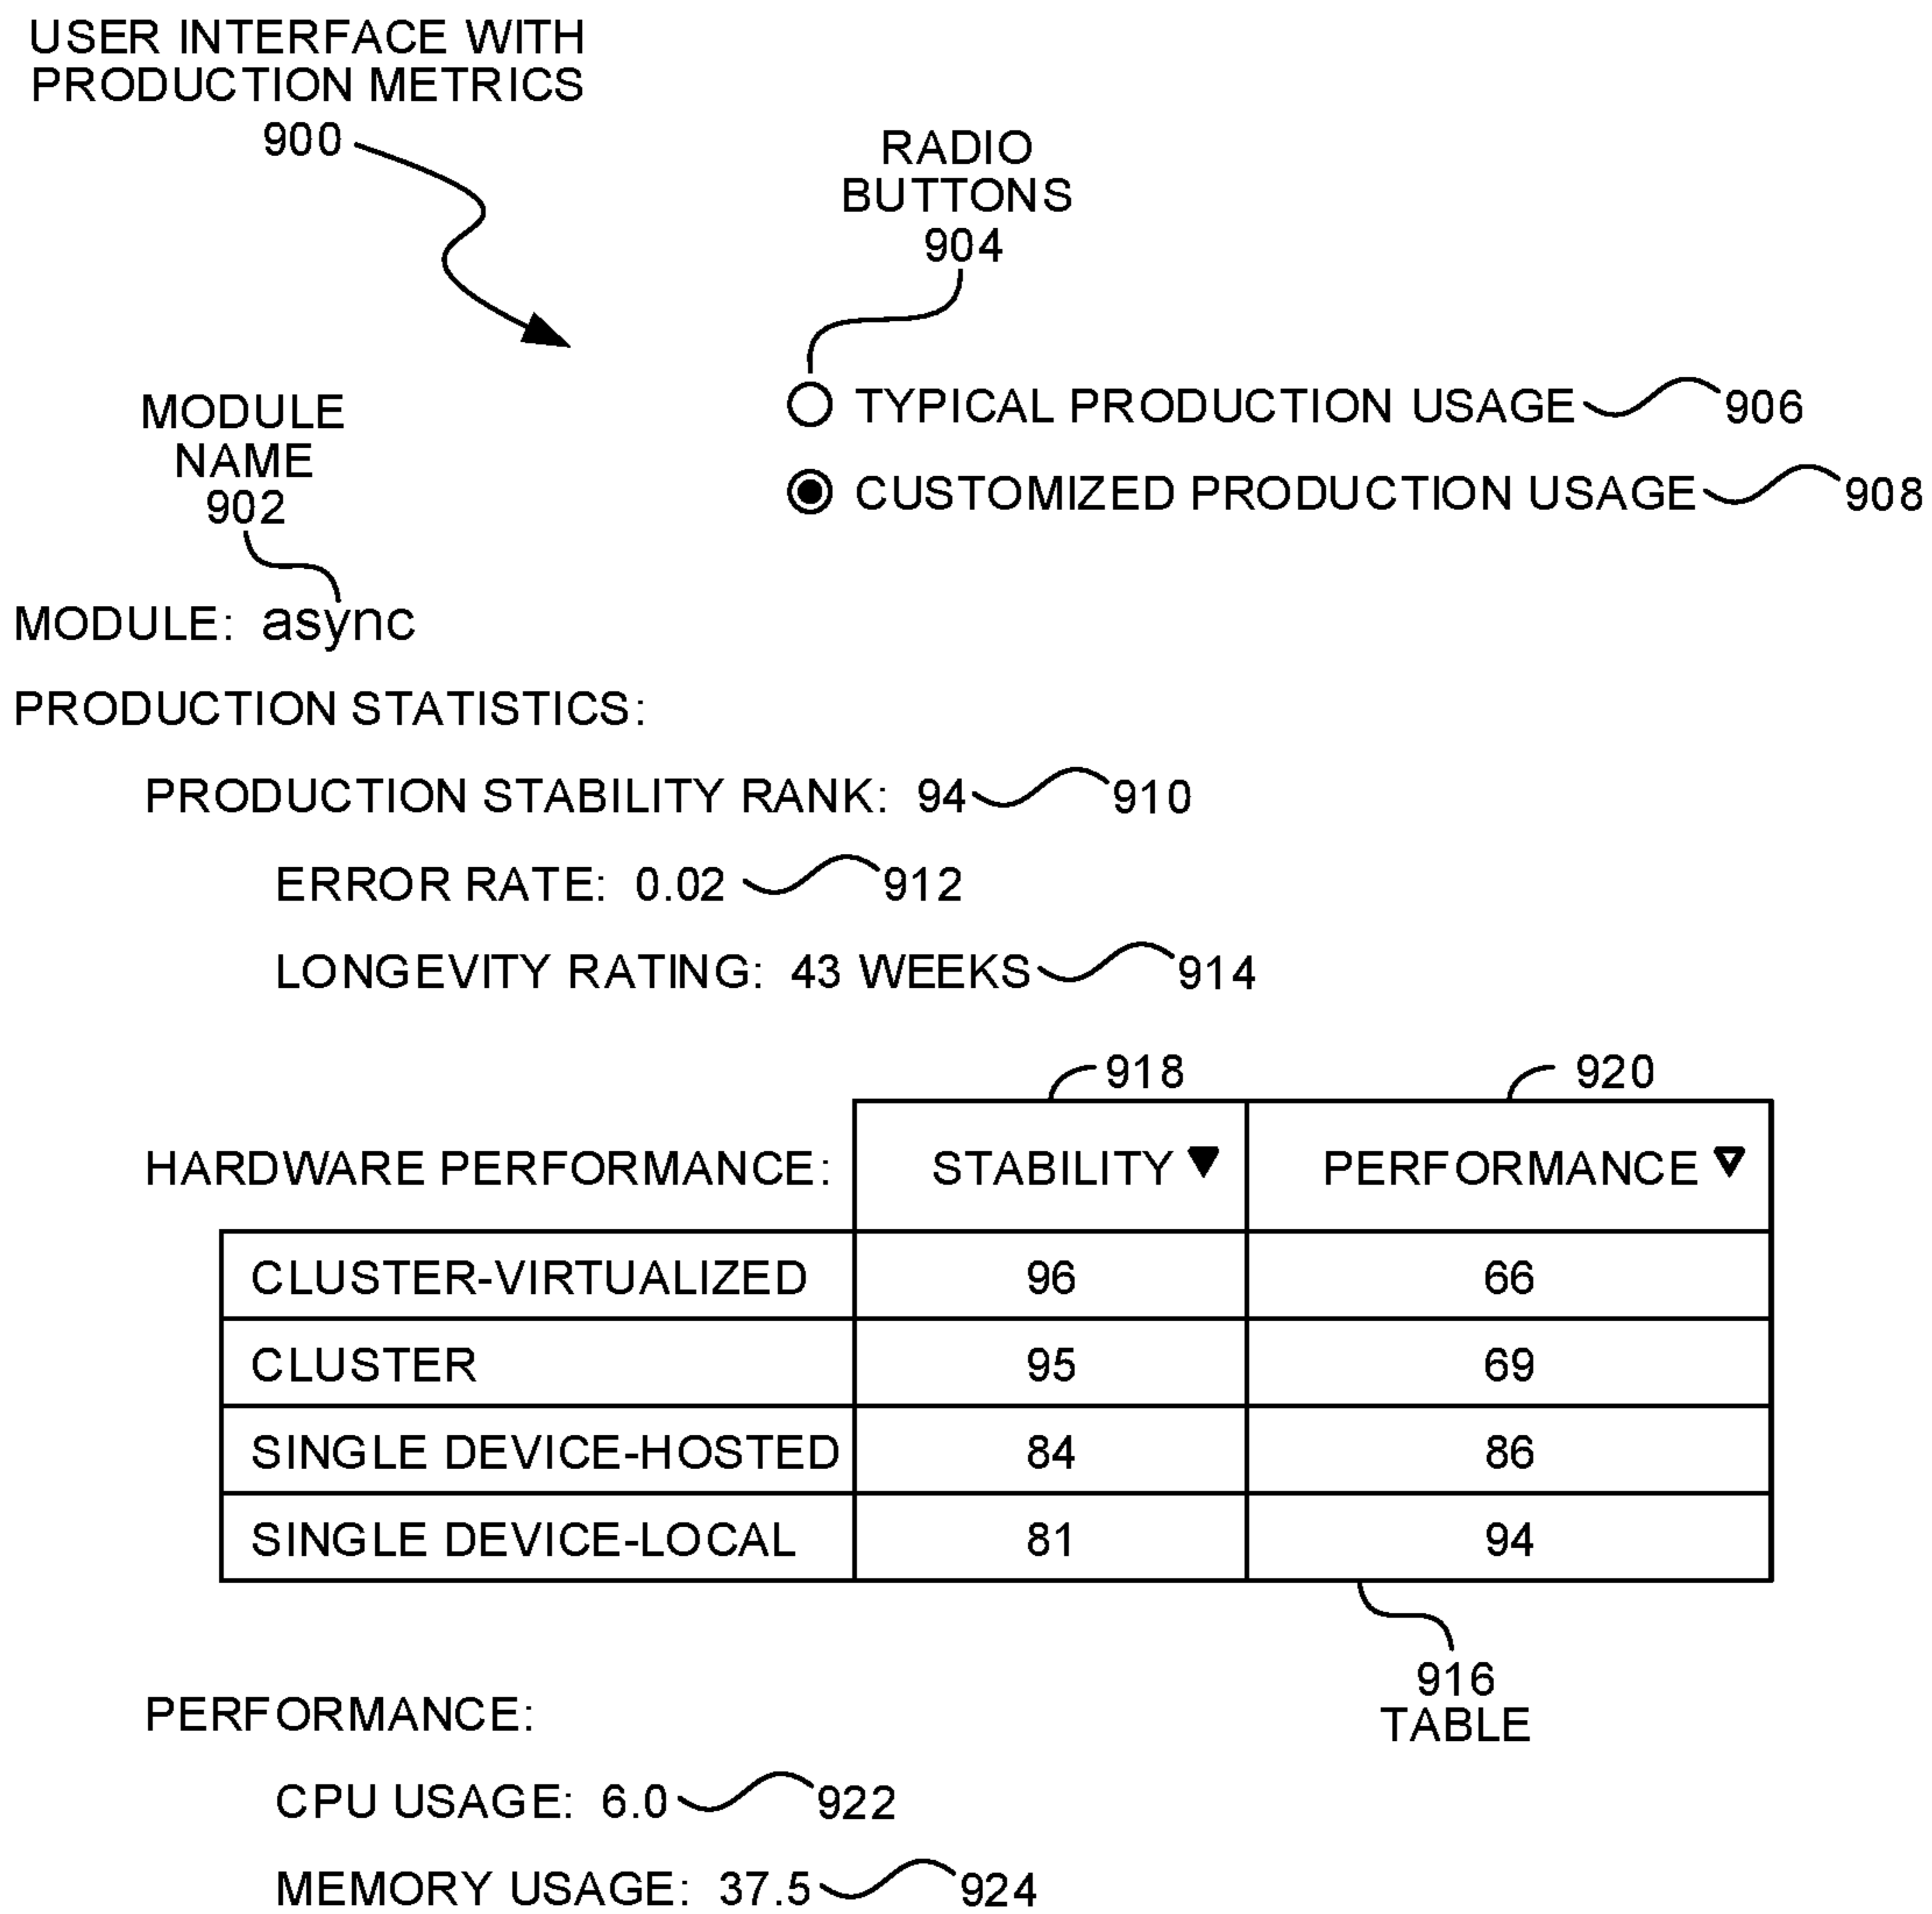 USER INTERFACE WITH
PRODUCTION METRICS
900
RADIO
BUTTONS
904
TYPICAL PRODUCTION USAGE 906
CUSTOMIZED PRODUCTION USAGE 908
MODULE
NAME
902
MODULE: async
PRODUCTION STATISTICS:
PRODUCTION STABILITY RANK: 94 910
ERROR RATE: 0.02 912
LONGEVITY RATING: 43 WEEKS 914
918 920
HARDWARE PERFORMANCE: STABILITY ▼ PERFORMANCE ▽
CLUSTER-VIRTUALIZED 96 66
CLUSTER 95 69
SINGLE DEVICE-HOSTED 84 86
SINGLE DEVICE-LOCAL 81 94
916
TABLE
PERFORMANCE:
CPU USAGE: 6.0 922
MEMORY USAGE: 37.5 924